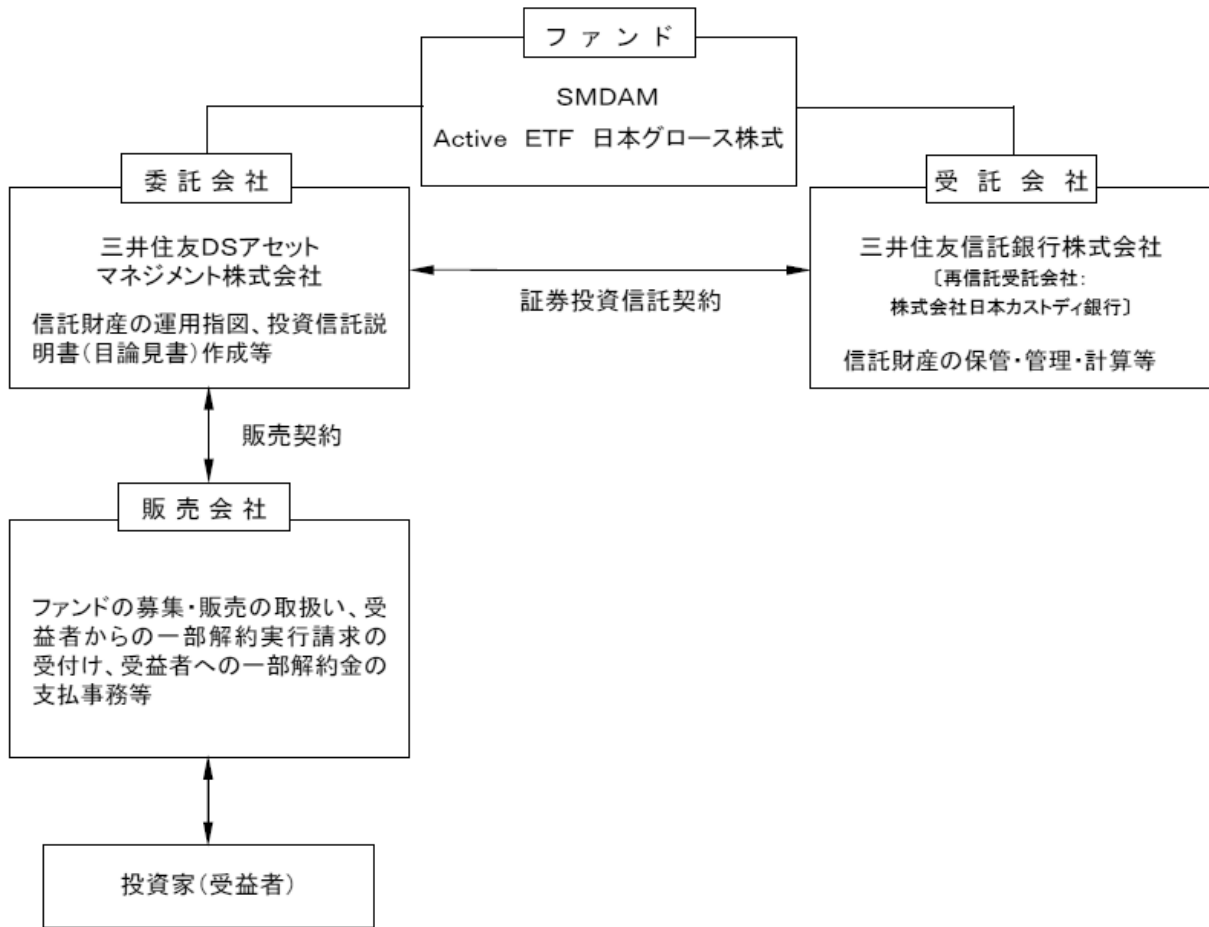 ファンド
SMDAM
Active ETF 日本グロース株式
委託会社
三井住友DSアセット
マネジメント株式会社
信託財産の運用指図、投資信託説
明書(目論見書)作成等
証券投資信託契約
受託会社
三井住友信託銀行株式会社
〔再信託受託会社:
株式会社日本カストディ銀行〕
信託財産の保管・管理・計算等
販売契約
販売会社
ファンドの募集・販売の取扱い、受
益者からの一部解約実行請求の
受付け、受益者への一部解約金の
支払事務等
投資家(受益者)